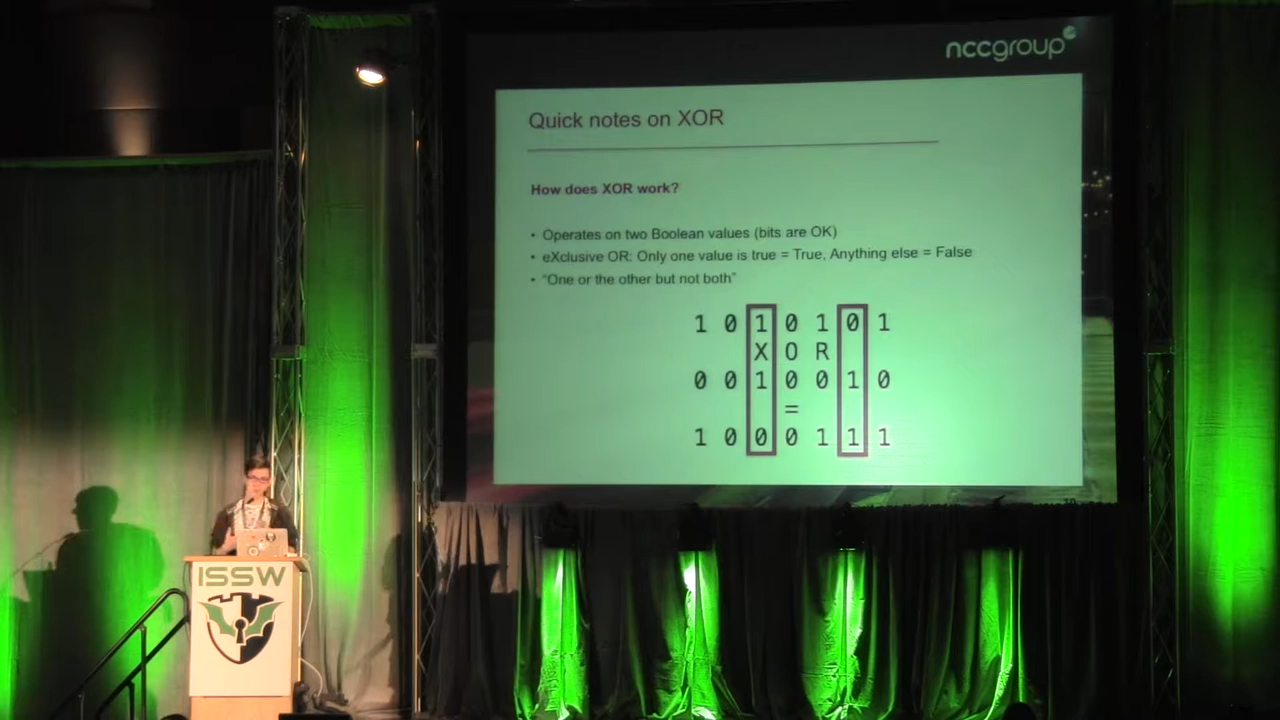 nccgroup
Quick notes on XOR
How does XOR work?
• Operates on two Boolean values (bits are OK)
• eXclusive OR: Only one value is true = True, Anything else = False
• “One or the other but not both”
1 0 1 0 1 0 1
X O R
0 0 1 0 0 1 0
=
1 0 0 0 1 1 1
ISSW